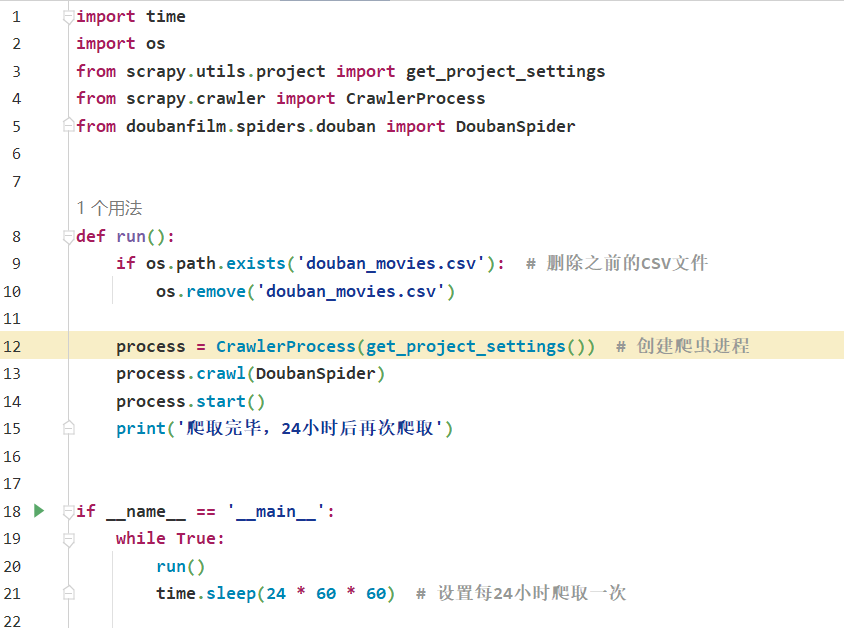 1 import time
2 import os
3 from scrapy.utils.project import get_project_settings
4 from scrapy.crawler import CrawlerProcess
5 from doubanfilm.spiders.douban import DoubanSpider
6
7
1 个用法
8 def run():
9     if os.path.exists('douban_movies.csv'):  # 删除之前的CSV文件
10         os.remove('douban_movies.csv')
11
12     process = CrawlerProcess(get_project_settings())  # 创建爬虫进程
13     process.crawl(DoubanSpider)
14     process.start()
15     print('爬取完毕，24小时后再次爬取')
16
17
18 if __name__ == '__main__':
19     while True:
20         run()
21         time.sleep(24 * 60 * 60)  # 设置每24小时爬取一次
22